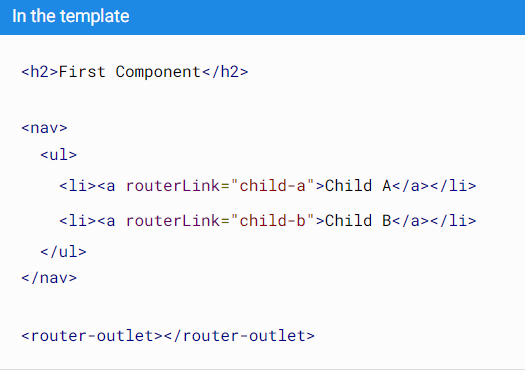 In the template
<h2>First Component</h2>
<nav>
<ul>
<li><a routerLink="child-a">Child A</a></li>
<li><a routerLink="child-b">Child B</a></li>
</ul>
</nav>
<router-outlet></router-outlet>